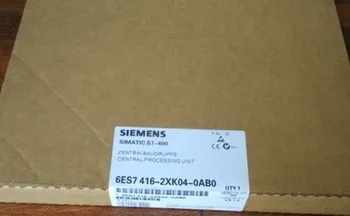 SIEMENS
SIMATIC S7-400
ZENTRALBAUGRUPPE
CENTRAL PROCESSING UNIT
6ES7 416-2XK04-0AB0
QTY 1